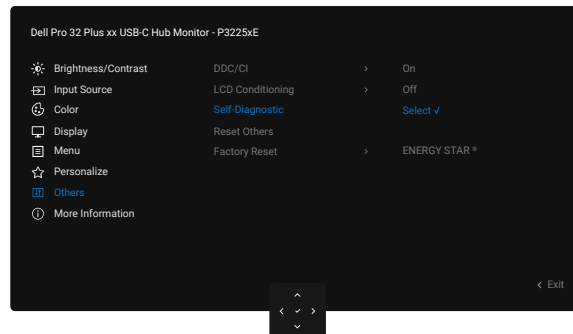 Dell Pro 32 Plus xx USB-C Hub Monitor - P3225xE
Brightness/Contrast DDC/CI > On
Input Source LCD Conditioning > Off
Color Self-Diagnostic Select ✓
Display Reset Others
Menu Factory Reset > ENERGY STAR ®
Personalize
Others
More Information
< Exit